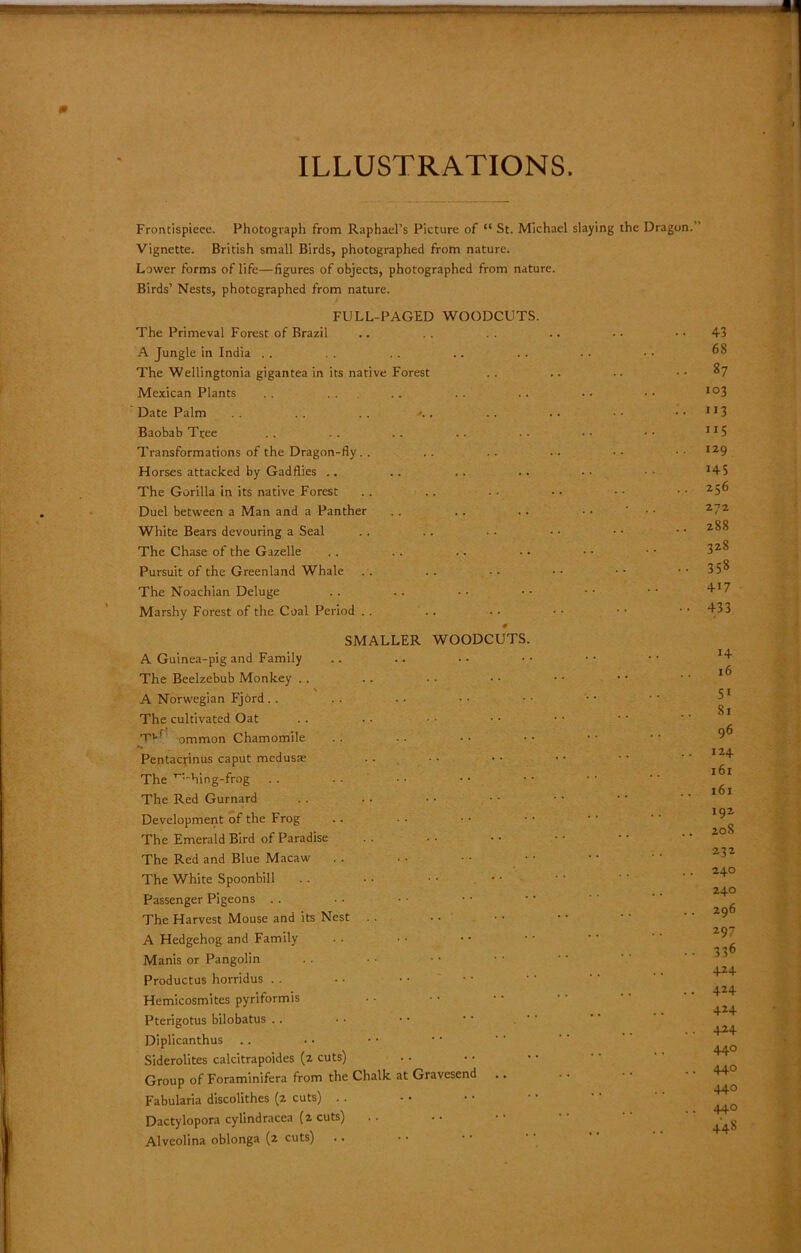 ILLUSTRATIONS.
Frontispiece. Photograph from Raphael's Picture of “ St. Michael slaying the Dragon.”
Vignette. British small Birds, photographed from nature.
Lower forms of life—figures of objects, photographed from nature.
Birds' Nests, photographed from nature.
FULL-PAGED WOODCUTS.
The Primeval Forest of Brazil .. .. .. .. .. .. 43
A Jungle in India .. .. .. .. .. .. .. 68
The Wellingtonia gigantea in its native Forest .. .. .. .. 87
Mexican Plants .. .. .. .. .. .. .. 103
Date Palm .. .. .. .. .. .. .. .. 113
Baobab Tree .. .. .. .. .. .. .. 115
Transformations of the Dragon-fly .. .. .. .. .. .. 129
Horses attacked by Gadflies .. .. .. .. .. .. 145
The Gorilla in its native Forest .. .. .. .. .. .. 256
Duel between a Man and a Panther .. .. .. .. .. 272
White Bears devouring a Seal .. .. .. .. .. .. 288
The Chase of the Gazelle .. .. .. .. .. .. 328
Pursuit of the Greenland Whale .. .. .. .. .. .. 358
The Noachian Deluge .. .. .. .. .. .. 417
Marshy Forest of the Coal Period .. .. .. .. .. .. 433
SMALLER WOODCUTS.
A Guinea-pig and Family .. .. .. .. .. .. 14
The Beelzebub Monkey .. .. .. .. .. .. .. 16
A Norwegian Fjörd .. .. .. .. .. .. .. 51
The cultivated Oat .. .. .. .. .. .. .. 81
ommon Chamomile .. .. .. .. .. .. 96
Pentacrinus caput medusæ .. .. .. .. .. .. 124
The hing-frog .. .. .. .. .. .. .. 161
The Red Gurnard .. .. .. .. .. .. .. 161
Development of the Frog .. .. .. .. .. .. 192
The Emerald Bird of Paradise .. .. .. .. .. .. 208
The Red and Blue Macaw .. .. .. .. .. .. 232
The White Spoonbill .. .. .. .. .. .. .. 240
Passenger Pigeons .. .. .. .. .. .. .. 240
The Harvest Mouse and its Nest .. .. .. .. .. .. 296
A Hedgehog and Family .. .. .. .. .. .. 297
Manis or Pangolin .. .. .. .. .. .. .. 336
Productus horridus .. .. .. .. .. .. .. 424
Hemicosmites pyriformis .. .. .. .. .. .. 424
Pterigotus bilobatus .. .. .. .. .. .. .. 424
Diplicanthus .. .. .. .. .. .. .. .. 424
Siderolites calcitrapoides (2 cuts) .. .. .. .. .. 440
Group of Foraminifera from the Chalk at Gravesend .. .. .. .. 440
Fabularia discolithes (2 cuts) .. .. .. .. .. .. 440
Dactylopora cylindracea (2 cuts) .. .. .. .. .. .. 440
Alveolina oblonga (2 cuts) .. .. .. .. .. .. 448